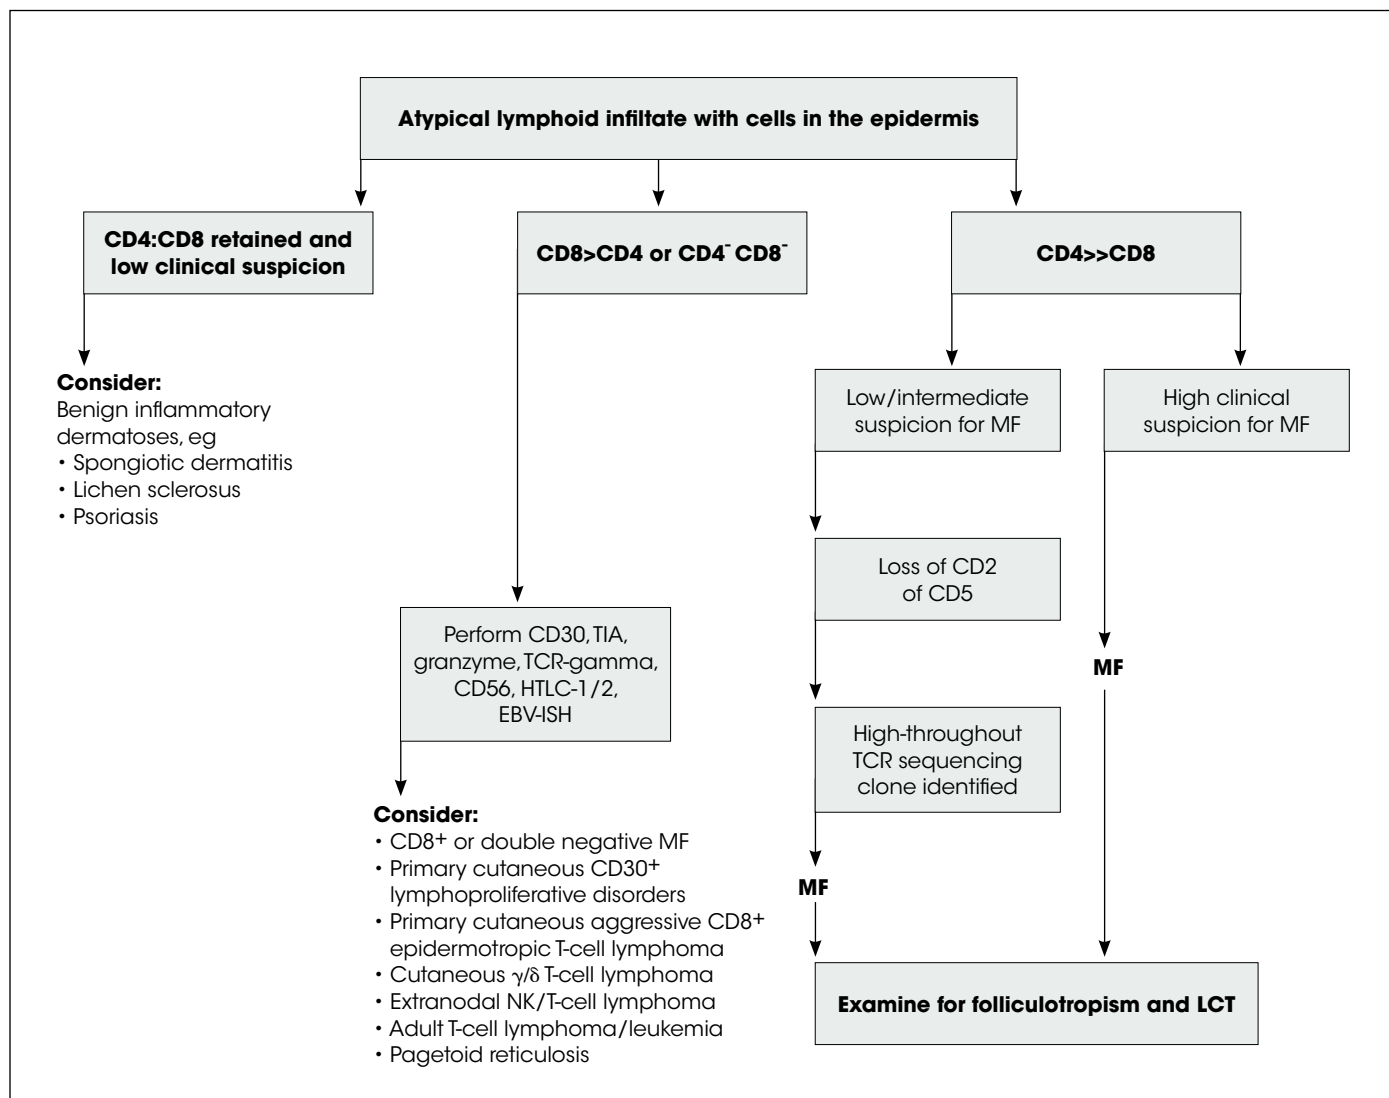 Atypical lymphoid infiltate with cells in the epidermis
CD4:CD8 retained and
low clinical suspicion
CD8>CD4 or CD4⁻ CD8⁻
CD4>>CD8
Consider:
Benign inflammatory
dermatoses, eg
• Spongiotic dermatitis
• Lichen sclerosus
• Psoriasis
Low/intermediate
suspicion for MF
High clinical
suspicion for MF
Loss of CD2
of CD5
Perform CD30, TIA,
granzyme, TCR-gamma,
CD56, HTLC-1/2,
EBV-ISH
MF
High-throughout
TCR sequencing
clone identified
Consider:
• CD8+ or double negative MF
• Primary cutaneous CD30+
lymphoproliferative disorders
• Primary cutaneous aggressive CD8+
epidermotropic T-cell lymphoma
• Cutaneous γ/δ T-cell lymphoma
• Extranodal NK/T-cell lymphoma
• Adult T-cell lymphoma/leukemia
• Pagetoid reticulosis
MF
Examine for folliculotropism and LCT